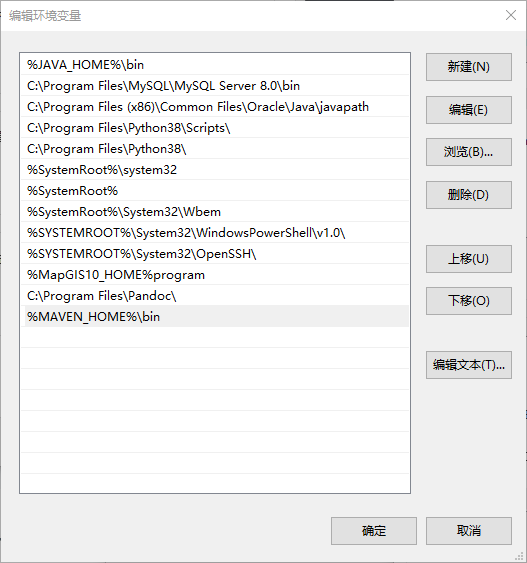 编辑环境变量
%JAVA_HOME%\bin
C:\Program Files\MySQL\MySQL Server 8.0\bin
C:\Program Files (x86)\Common Files\Oracle\Java\javapath
C:\Program Files\Python38\Scripts\
C:\Program Files\Python38\
%SystemRoot%\system32
%SystemRoot%
%SystemRoot%\System32\Wbem
%SYSTEMROOT%\System32\WindowsPowerShell\v1.0\
%SYSTEMROOT%\System32\OpenSSH\
%MapGIS10_HOME%program
C:\Program Files\Pandoc\
%MAVEN_HOME%\bin
新建(N)
编辑(E)
浏览(B)...
删除(D)
上移(U)
下移(O)
编辑文本(T)...
确定
取消